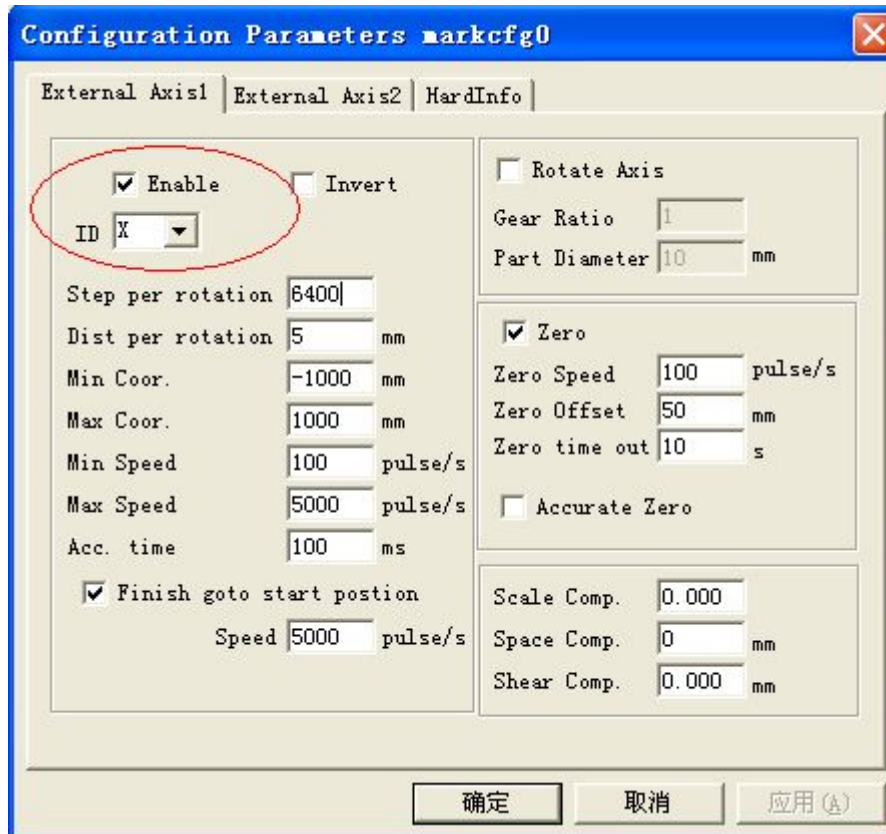 Configuration Parameters markcfg0
External Axis1 External Axis2 HardInfo
Enable Invert
ID X
Step per rotation 6400
Dist per rotation 5 mm
Min Coor. -1000 mm
Max Coor. 1000 mm
Min Speed 100 pulse/s
Max Speed 5000 pulse/s
Acc. time 100 ms
Finish goto start postion
Speed 5000 pulse/s
Rotate Axis
Gear Ratio 1
Part Diameter 10 mm
Zero
Zero Speed 100 pulse/s
Zero Offset 50 mm
Zero time out 10 s
Accurate Zero
Scale Comp. 0.000
Space Comp. 0 mm
Shear Comp. 0.000 mm
确定 取消 应用(A)